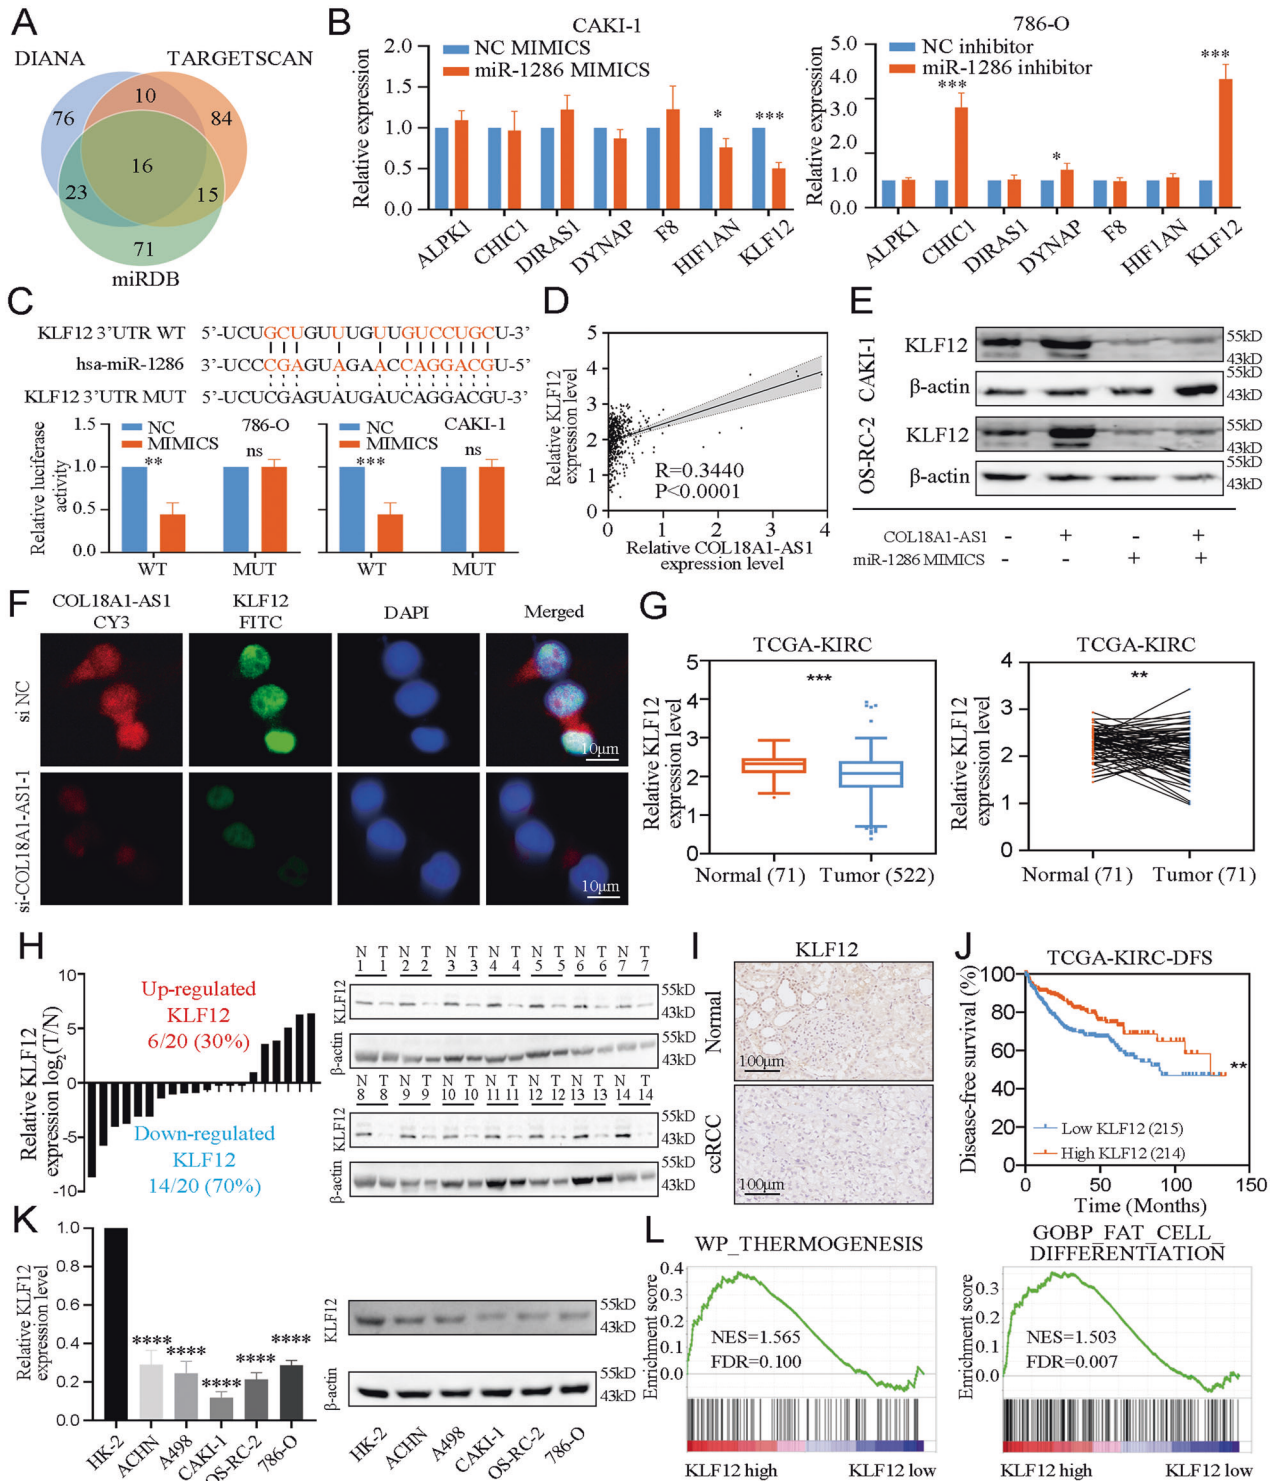 A
DIANA
TARGETSCAN
10
76
84
16
23
15
71
miRDB
B
CAKI-1
NC MIMICS
miR-1286 MIMICS
Relative expression
2.0
1.5
1.0
0.5
0.0
*
***
ALPK1
CHIC1
DIRAS1
DYNAP
F8
HIF1AN
KLF12
786-O
NC inhibitor
miR-1286 inhibitor
Relative expression
5.0
4.0
3.0
2.0
1.0
0.0
***
*
***
ALPK1
CHIC1
DIRAS1
DYNAP
F8
HIF1AN
KLF12
C
KLF12 3’UTR WT 5’-UCUGCUGUUUGUUGUCCUGCU-3’
hsa-miR-1286 3’-UCCCGAGUAGAACCAGGACGU-5’
KLF12 3’UTR MUT 5’-UCUCGAGUAUGAUCAGGACGU-3’
Relative luciferase
activity
1.5
1.0
0.5
0.0
NC
MIMICS
786-O
**
ns
WT
MUT
NC
MIMICS
CAKI-1
***
ns
WT
MUT
D
Relative KLF12
expression level
5
4
3
2
1
0
R=0.3440
P<0.0001
0 1 2 3 4
Relative COL18A1-AS1
expression level
E
CAKI-1
KLF12
55kD
43kD
β-actin
55kD
43kD
OS-RC-2
KLF12
55kD
43kD
β-actin
55kD
43kD
COL18A1-AS1 - + - +
miR-1286 MIMICS - - + +
F
COL18A1-AS1
CY3
KLF12
FITC
DAPI
Merged
si NC
10μm
si-COL18A1-AS1-1
10μm
G
TCGA-KIRC
Relative KLF12
expression level
5
4
3
2
1
0
***
Normal (71) Tumor (522)
TCGA-KIRC
Relative KLF12
expression level
4
3
2
1
0
**
Normal (71) Tumor (71)
H
Relative KLF12
expression log2(T/N)
10
5
0
-5
-10
Up-regulated
KLF12
6/20 (30%)
Down-regulated
KLF12
14/20 (70%)
N T N T N T N T N T N T N T
1 1 2 2 3 3 4 4 5 5 6 6 7 7
KLF12
55kD
43kD
β-actin
55kD
43kD
N T N T N T N T N T N T N T
8 8 9 9 10 10 11 11 12 12 13 13 14 14
KLF12
55kD
43kD
β-actin
55kD
43kD
I
KLF12
Normal
100μm
ccRCC
100μm
J
TCGA-KIRC-DFS
Disease-free survival (%)
100
80
60
40
20
0
**
Low KLF12 (215)
High KLF12 (214)
0 50 100 150
Time (Months)
K
Relative KLF12
expression level
1.0
0.8
0.6
0.4
0.2
0.0
****
****
****
****
****
HK-2
ACHN
A498
CAKI-1
OS-RC-2
786-O
KLF12
55kD
43kD
β-actin
55kD
43kD
HK-2
ACHN
A498
CAKI-1
OS-RC-2
786-O
L
WP_THERMOGENESIS
Enrichment score
0.4
0.3
0.2
0.1
0.0
NES=1.565
FDR=0.100
KLF12 high KLF12 low
GOBP_FAT_CELL_
DIFFERENTIATION
Enrichment score
0.3
0.2
0.1
0.0
NES=1.503
FDR=0.007
KLF12 high KLF12 low